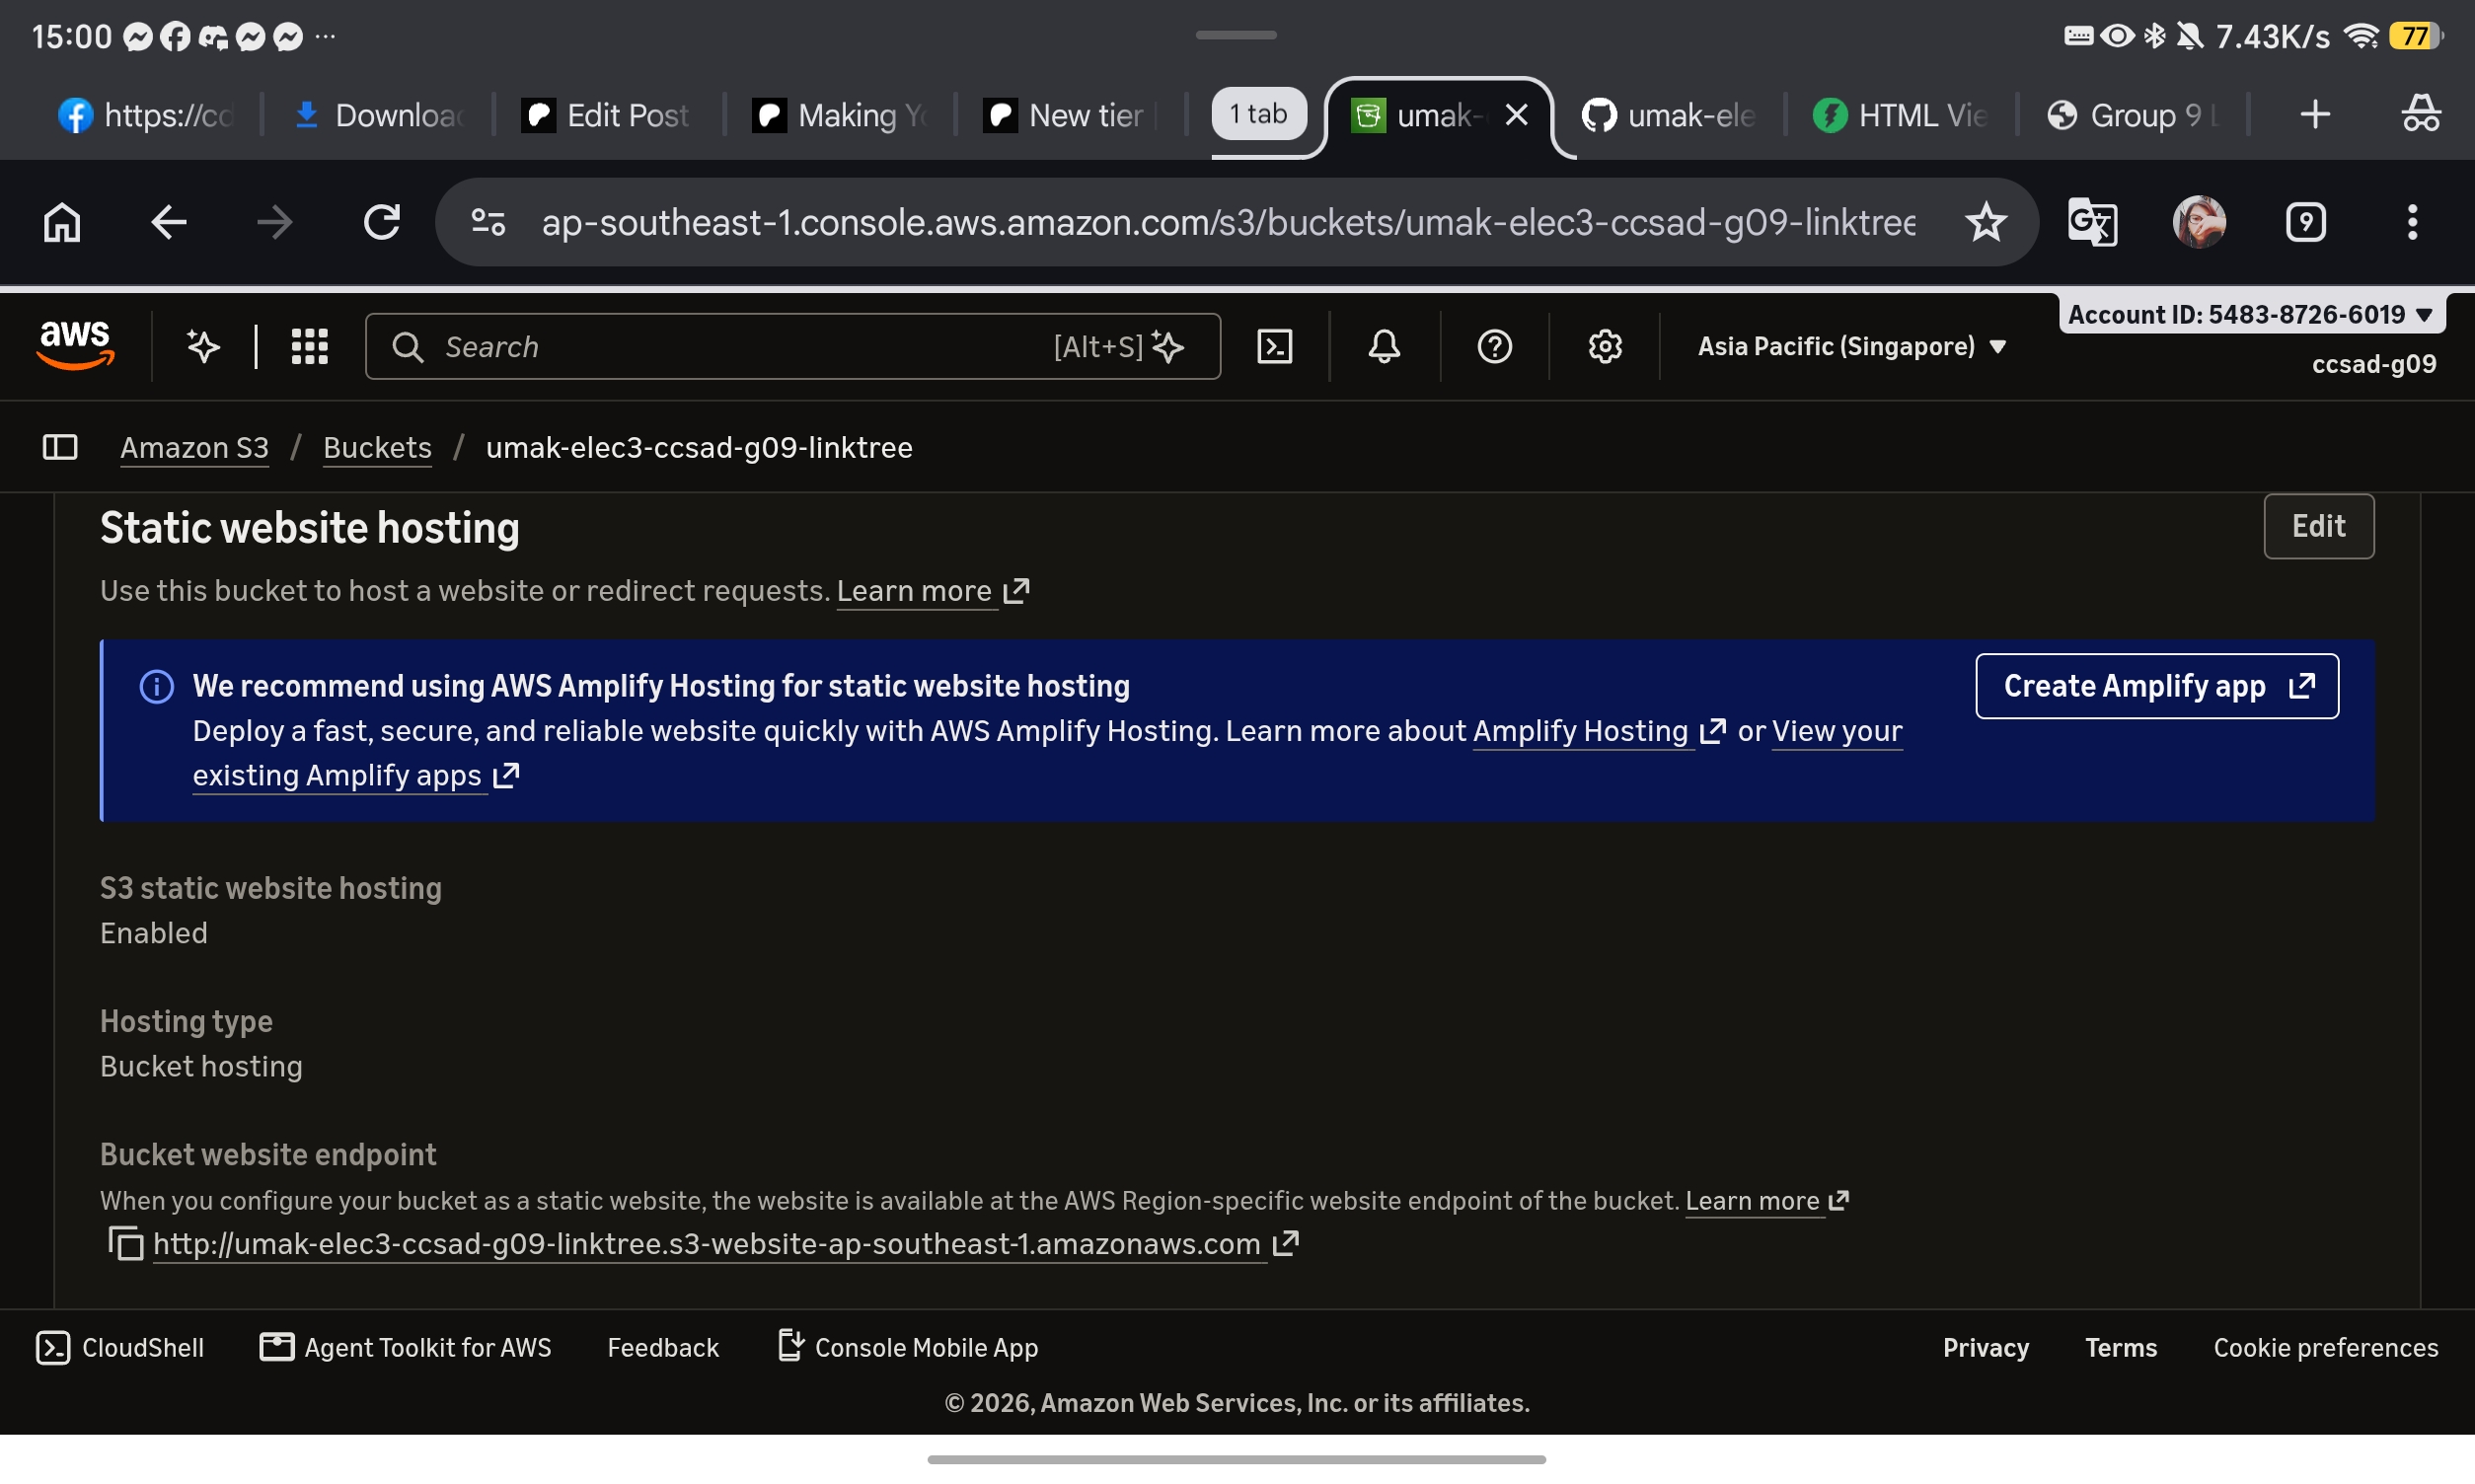 15:00 ... 7.43K/s 77
https://cd Downloa Edit Post Making Y New tier 1 tab umak- umak-ele HTML Vie Group 9 L
ap-southeast-1.console.aws.amazon.com/s3/buckets/umak-elec3-ccsad-g09-linktree 9
aws Search [Alt+S] Asia Pacific (Singapore) Account ID: 5483-8726-6019
ccsad-g09
Amazon S3 / Buckets / umak-elec3-ccsad-g09-linktree
Static website hosting Edit
Use this bucket to host a website or redirect requests. Learn more
We recommend using AWS Amplify Hosting for static website hosting Create Amplify app
Deploy a fast, secure, and reliable website quickly with AWS Amplify Hosting. Learn more about Amplify Hosting or View your
existing Amplify apps
S3 static website hosting
Enabled
Hosting type
Bucket hosting
Bucket website endpoint
When you configure your bucket as a static website, the website is available at the AWS Region-specific website endpoint of the bucket. Learn more
http://umak-elec3-ccsad-g09-linktree.s3-website-ap-southeast-1.amazonaws.com
CloudShell Agent Toolkit for AWS Feedback Console Mobile App Privacy Terms Cookie preferences
© 2026, Amazon Web Services, Inc. or its affiliates.